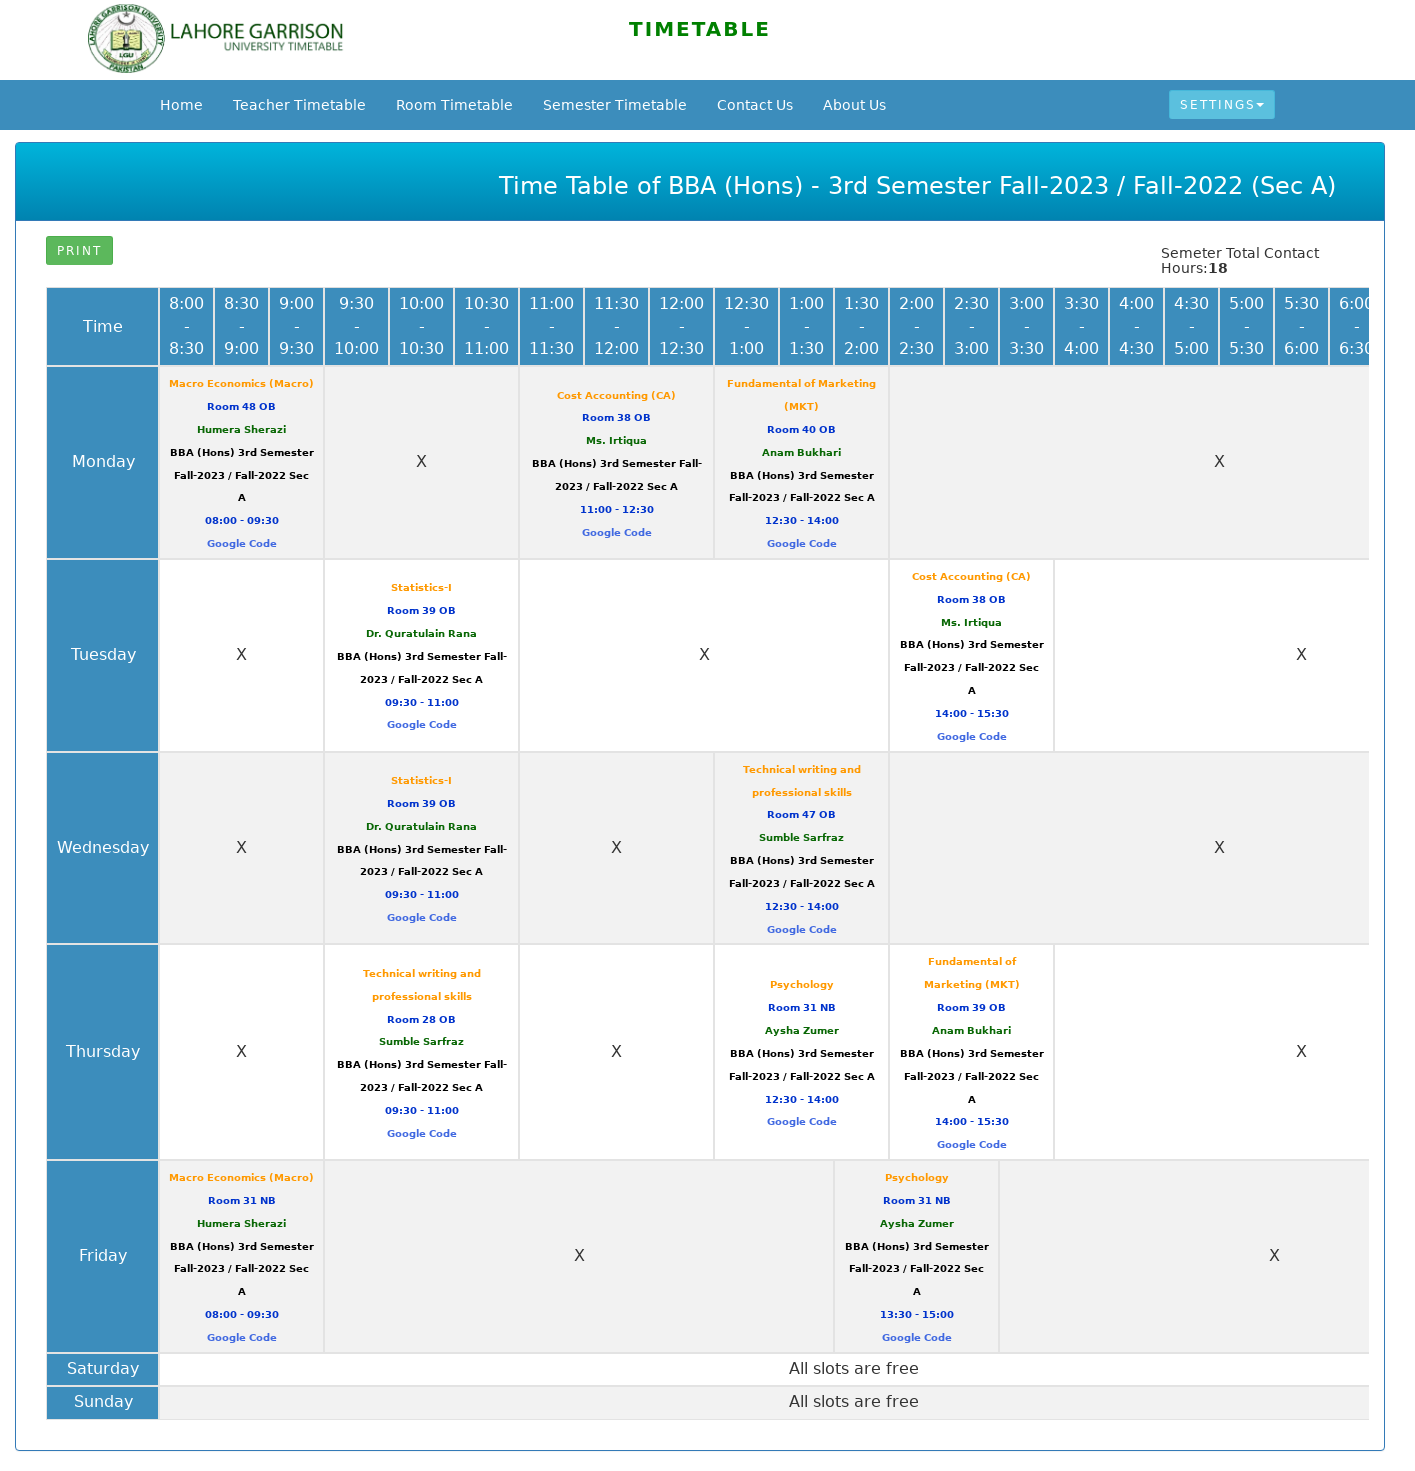 LAHORE GARRISON
UNIVERSITY TIMETABLE
TIMETABLE
Home
Teacher Timetable
Room Timetable
Semester Timetable
Contact Us
About Us
SETTINGS
Time Table of BBA (Hons) - 3rd Semester Fall-2023 / Fall-2022 (Sec A)
PRINT
Semeter Total Contact
Hours:18
Time
8:00
-
8:30
8:30
-
9:00
9:00
-
9:30
9:30
-
10:00
10:00
-
10:30
10:30
-
11:00
11:00
-
11:30
11:30
-
12:00
12:00
-
12:30
12:30
-
1:00
1:00
-
1:30
1:30
-
2:00
2:00
-
2:30
2:30
-
3:00
3:00
-
3:30
3:30
-
4:00
4:00
-
4:30
4:30
-
5:00
5:00
-
5:30
5:30
-
6:00
6:00
-
6:30
Monday
Macro Economics (Macro)
Room 48 OB
Humera Sherazi
BBA (Hons) 3rd Semester
Fall-2023 / Fall-2022 Sec
A
08:00 - 09:30
Google Code
X
Cost Accounting (CA)
Room 38 OB
Ms. Irtiqua
BBA (Hons) 3rd Semester Fall-
2023 / Fall-2022 Sec A
11:00 - 12:30
Google Code
Fundamental of Marketing
(MKT)
Room 40 OB
Anam Bukhari
BBA (Hons) 3rd Semester
Fall-2023 / Fall-2022 Sec A
12:30 - 14:00
Google Code
X
Tuesday
X
Statistics-I
Room 39 OB
Dr. Quratulain Rana
BBA (Hons) 3rd Semester Fall-
2023 / Fall-2022 Sec A
09:30 - 11:00
Google Code
X
Cost Accounting (CA)
Room 38 OB
Ms. Irtiqua
BBA (Hons) 3rd Semester
Fall-2023 / Fall-2022 Sec
A
14:00 - 15:30
Google Code
X
Wednesday
X
Statistics-I
Room 39 OB
Dr. Quratulain Rana
BBA (Hons) 3rd Semester Fall-
2023 / Fall-2022 Sec A
09:30 - 11:00
Google Code
X
Technical writing and
professional skills
Room 47 OB
Sumble Sarfraz
BBA (Hons) 3rd Semester
Fall-2023 / Fall-2022 Sec A
12:30 - 14:00
Google Code
X
Thursday
X
Technical writing and
professional skills
Room 28 OB
Sumble Sarfraz
BBA (Hons) 3rd Semester Fall-
2023 / Fall-2022 Sec A
09:30 - 11:00
Google Code
X
Psychology
Room 31 NB
Aysha Zumer
BBA (Hons) 3rd Semester
Fall-2023 / Fall-2022 Sec A
12:30 - 14:00
Google Code
Fundamental of
Marketing (MKT)
Room 39 OB
Anam Bukhari
BBA (Hons) 3rd Semester
Fall-2023 / Fall-2022 Sec
A
14:00 - 15:30
Google Code
X
Friday
Macro Economics (Macro)
Room 31 NB
Humera Sherazi
BBA (Hons) 3rd Semester
Fall-2023 / Fall-2022 Sec
A
08:00 - 09:30
Google Code
X
Psychology
Room 31 NB
Aysha Zumer
BBA (Hons) 3rd Semester
Fall-2023 / Fall-2022 Sec
A
13:30 - 15:00
Google Code
X
Saturday
All slots are free
Sunday
All slots are free